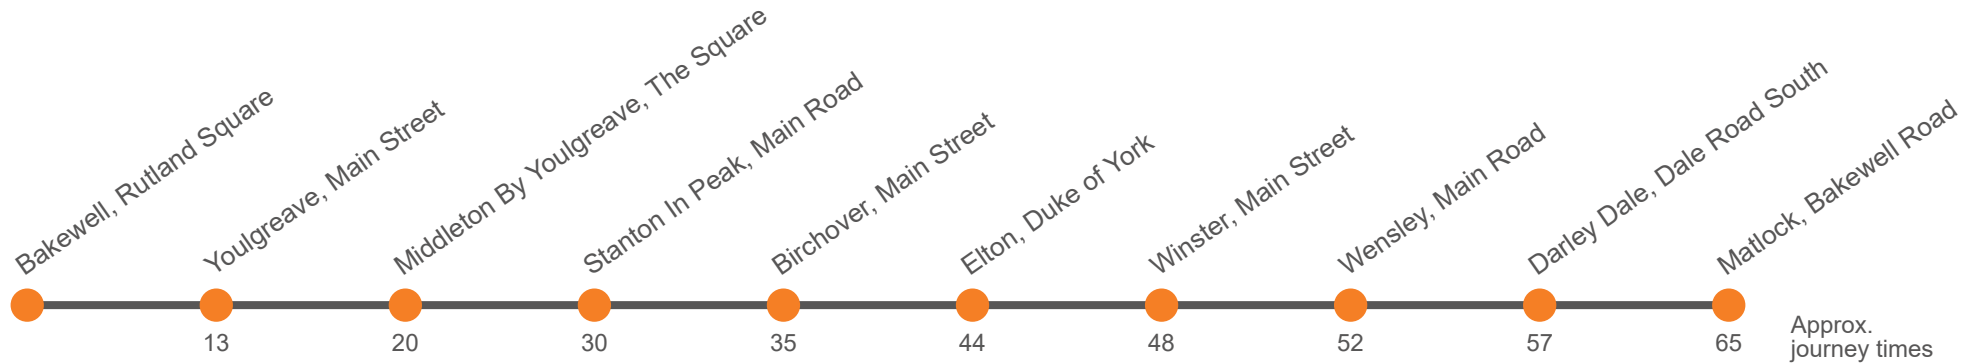 Bakewell, Rutland Square
Youlgreave, Main Street
Middleton By Youlgreave, The Square
Stanton In Peak, Main Road
Birchover, Main Street
Elton, Duke of York
Winster, Main Street
Wensley, Main Road
Darley Dale, Dale Road South
Matlock, Bakewell Road
13 20 30 35 44 48 52 57 65
Approx.
journey times